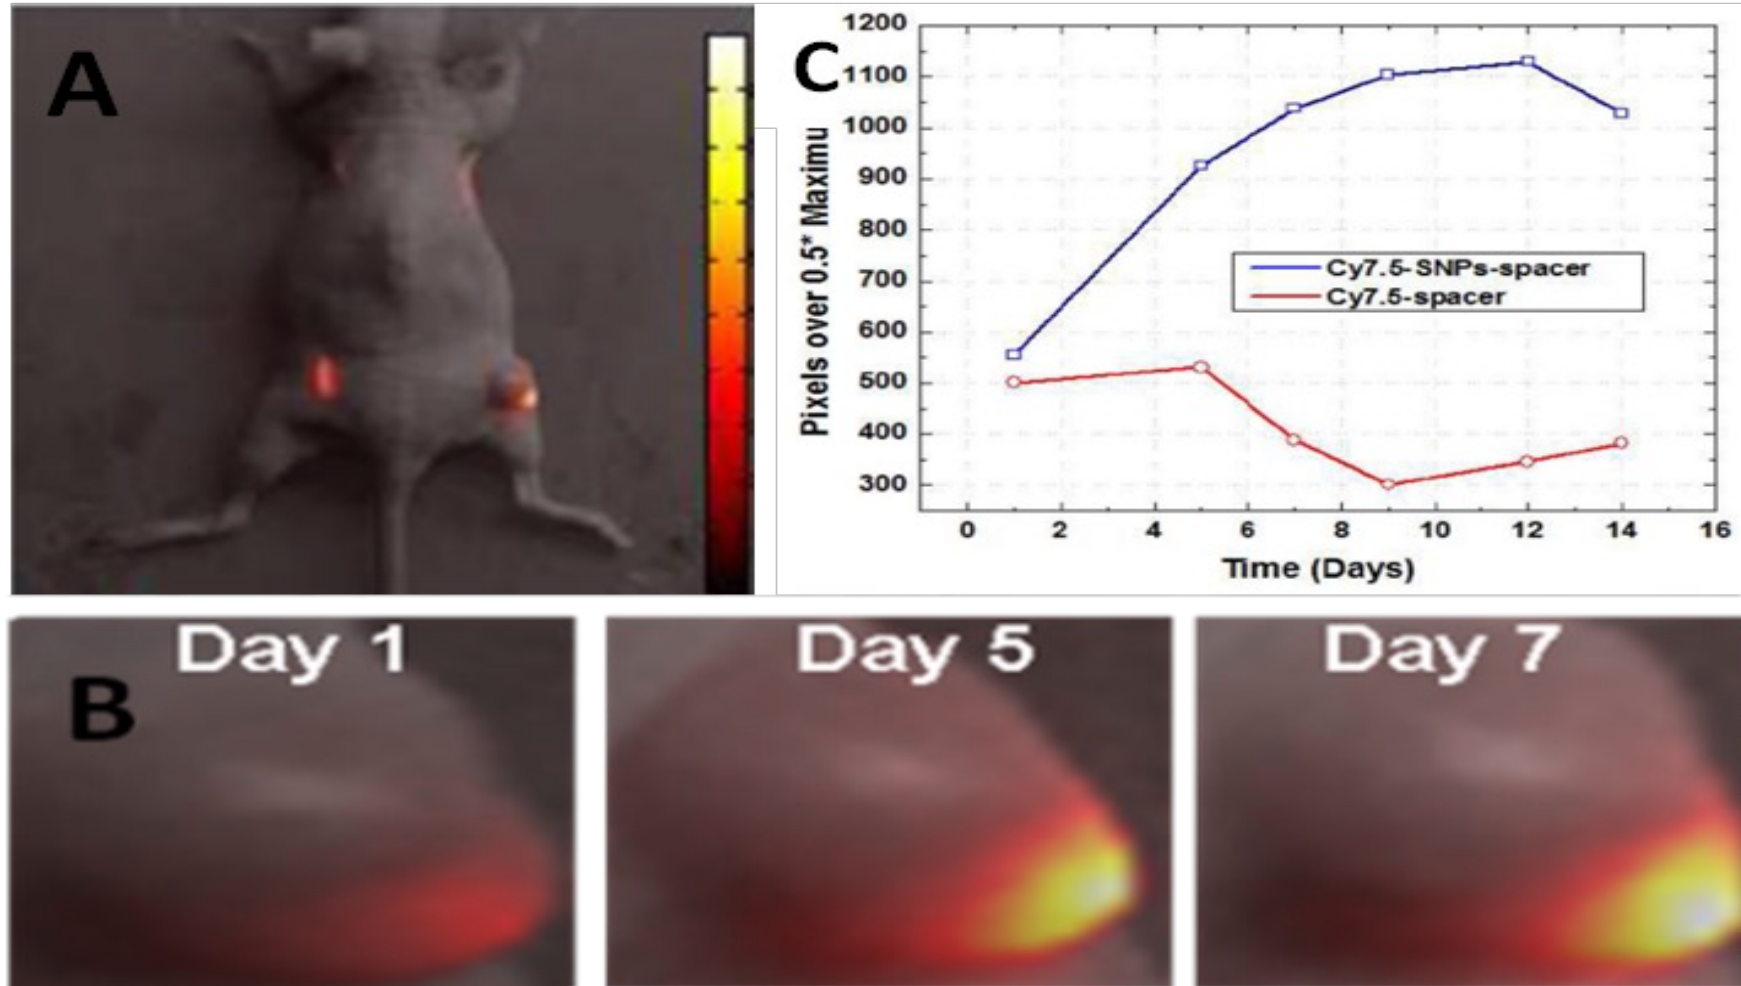 A
C
1200
1100
1000
900
800
700
600
500
400
300
Pixels over 0.5* Maximu
Cy7.5-SNPs-spacer
Cy7.5-spacer
0 2 4 6 8 10 12 14 16
Time (Days)
B
Day 1
Day 5
Day 7